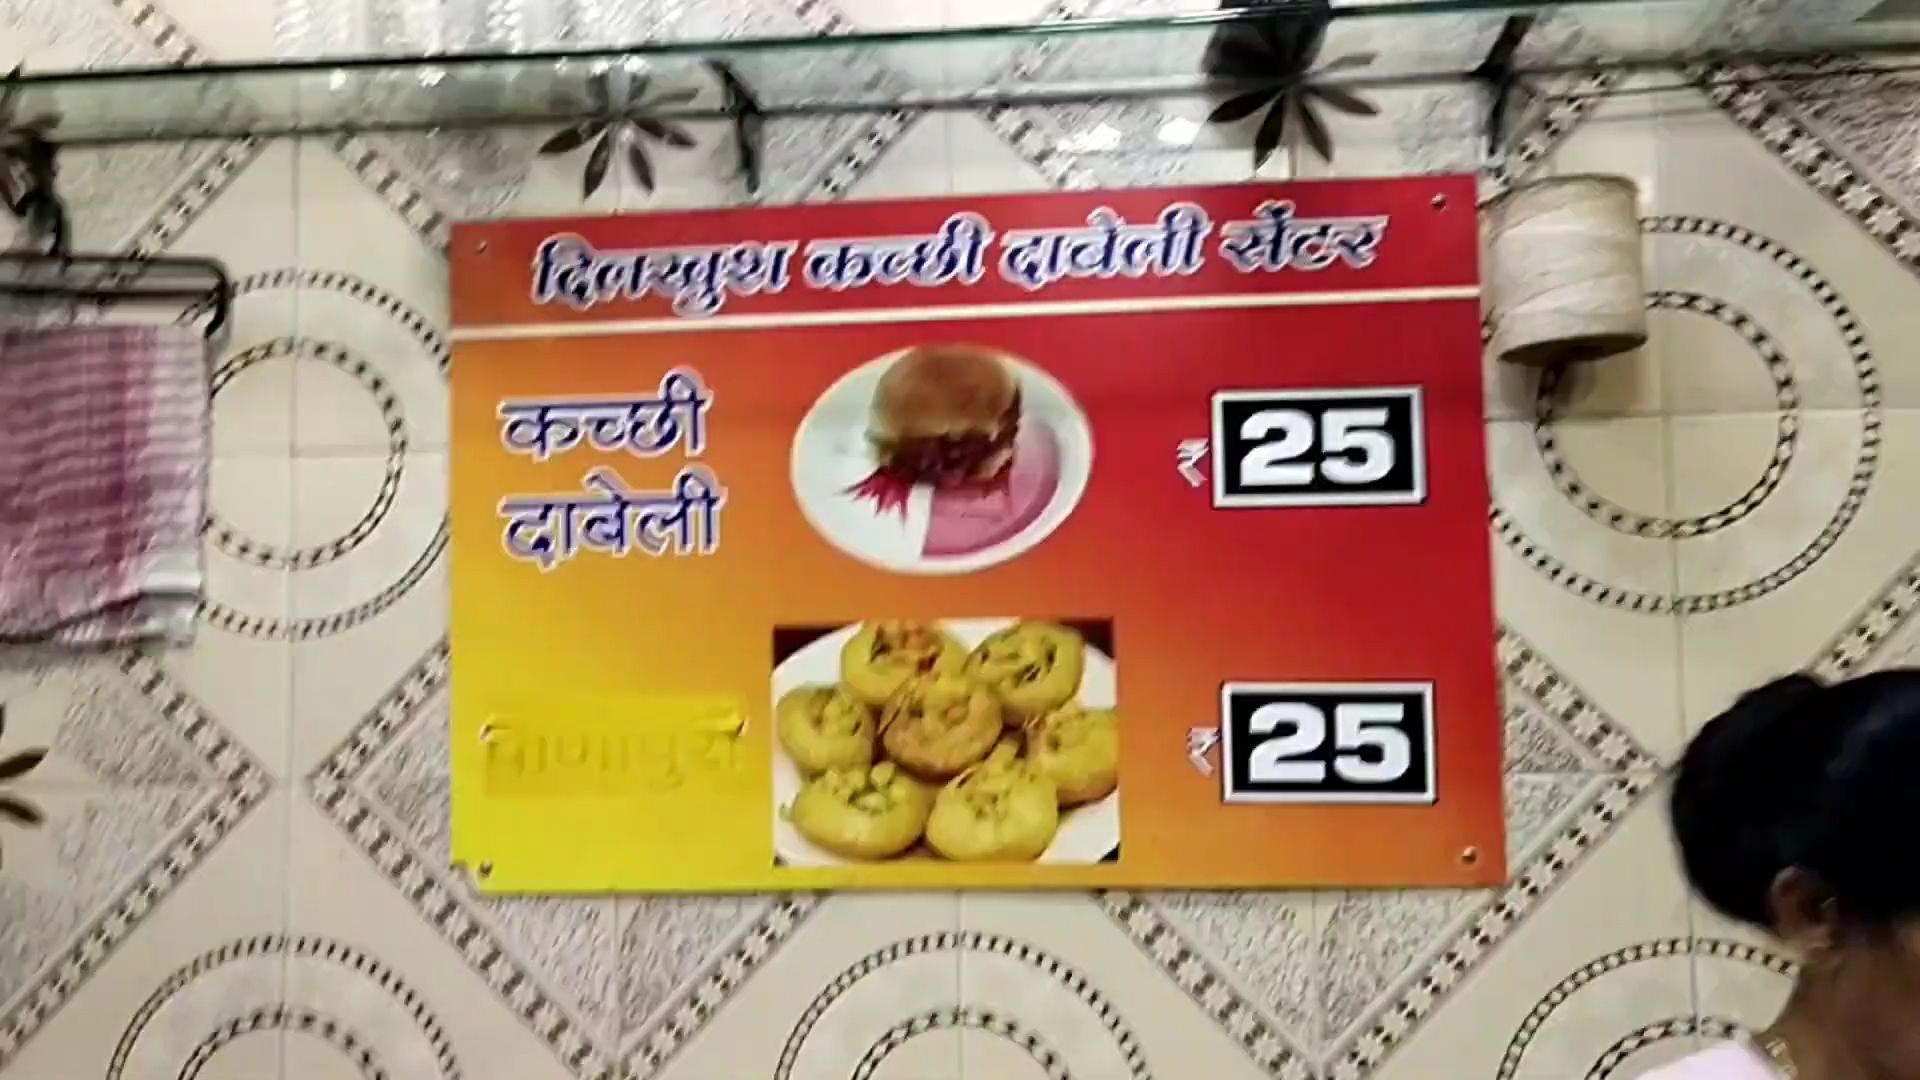 दिलखुश कच्छी दाबेली सेंटर
कच्छी
दाबेली
₹ 25
पाणीपुरी
₹ 25